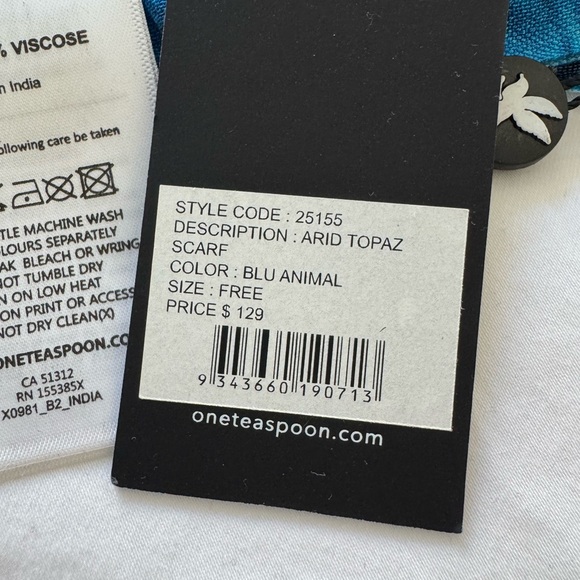 % VISCOSE
n India
ollowing care be taken
TLE MACHINE WASH
OLOURS SEPARATELY
AK BLEACH OR WRING
NOT TUMBLE DRY
N ON LOW HEAT
ON PRINT OR ACCESS
NOT DRY CLEAN(X)
ONETEASPOON.CO
CA 51312
RN 155385X
X0981_B2_INDIA
STYLE CODE : 25155
DESCRIPTION : ARID TOPAZ
SCARF
COLOR : BLU ANIMAL
SIZE : FREE
PRICE $ 129
9 343660 190713
oneteaspoon.com